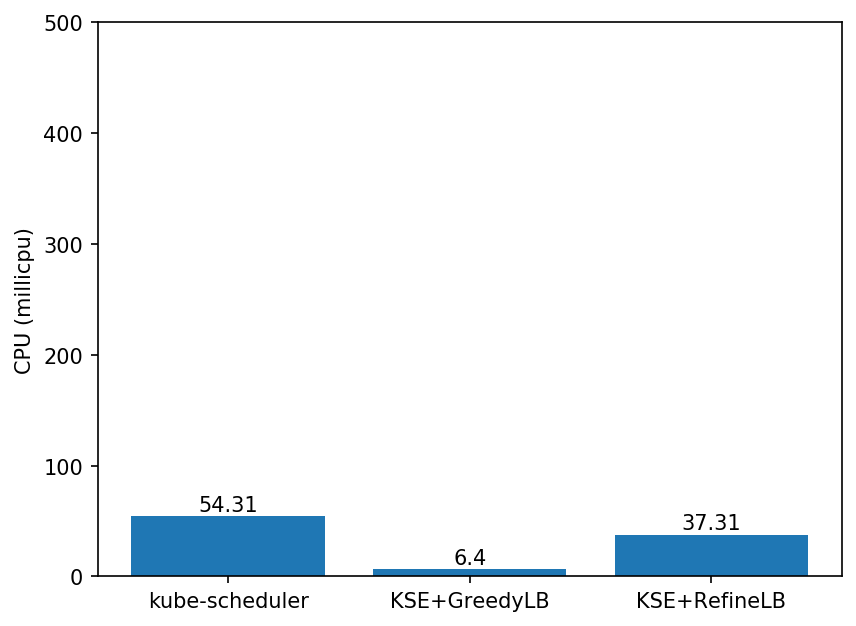 500
400
300
200
100
0
CPU (millicpu)
54.31
6.4
37.31
kube-scheduler
KSE+GreedyLB
KSE+RefineLB